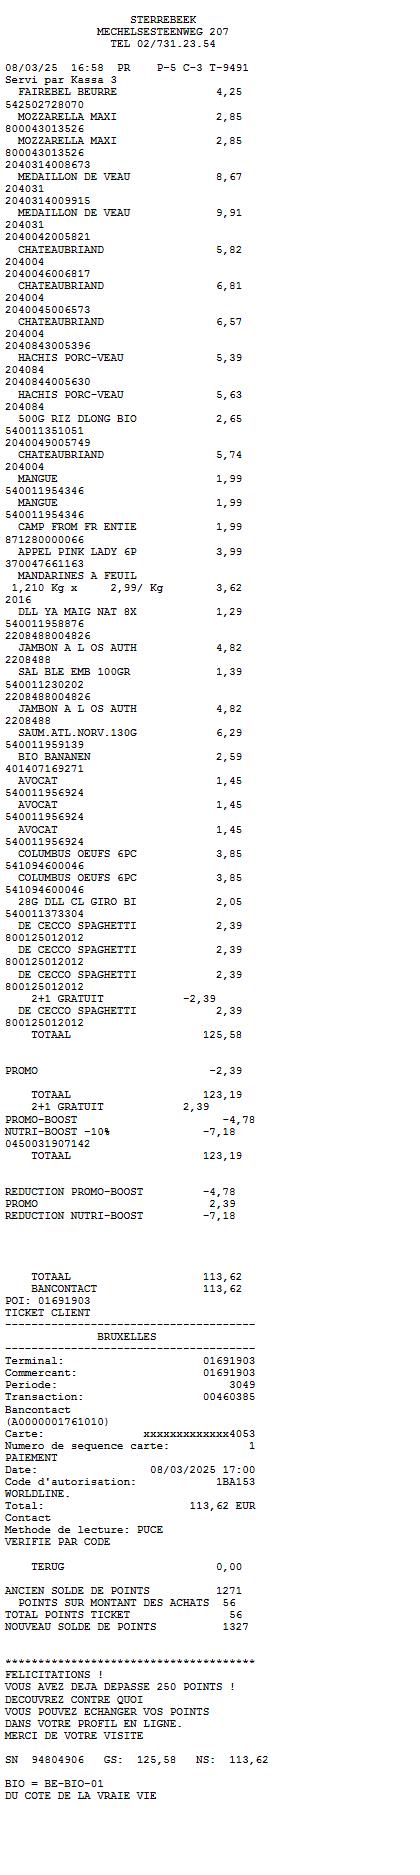 STERREBEEK
MECHELSESTEENWEG 207
TEL 02/731.23.54
08/03/25 16:58 PR P-5 C-3 T-9491
Servi par Kassa 3
FAIREBEL BEURRE 4,25
542502728070
MOZZARELLA MAXI 2,85
800043013526
MOZZARELLA MAXI 2,85
800043013526
2040314008673
MEDAILLON DE VEAU 8,67
204031
2040314009915
MEDAILLON DE VEAU 9,91
204031
2040042005821
CHATEAUBRIAND 5,82
204004
2040046006817
CHATEAUBRIAND 6,81
204004
2040045006573
CHATEAUBRIAND 6,57
204004
2040843005396
HACHIS PORC-VEAU 5,39
204084
2040844005630
HACHIS PORC-VEAU 5,63
204084
500G RIZ DLONG BIO 2,65
540011351051
2040049005749
CHATEAUBRIAND 5,74
204004
MANGUE 1,99
540011954346
MANGUE 1,99
540011954346
CAMP FROM FR ENTIE 1,99
871280000066
APPEL PINK LADY 6P 3,99
370047661163
MANDARINES A FEUIL
1,210 Kg x 2,99/ Kg 3,62
2016
DLL YA MAIG NAT 8X 1,29
540011958876
2208488004826
JAMBON A L OS AUTH 4,82
2208488
SAL BLE EMB 100GR 1,39
540011230202
2208488004826
JAMBON A L OS AUTH 4,82
2208488
SAUM.ATL.NORV.130G 6,29
540011959139
BIO BANANEN 2,59
401407169271
AVOCAT 1,45
540011956924
AVOCAT 1,45
540011956924
AVOCAT 1,45
540011956924
COLUMBUS OEUFS 6PC 3,85
541094600046
COLUMBUS OEUFS 6PC 3,85
541094600046
28G DLL CL GIRO BI 2,05
540011373304
DE CECCO SPAGHETTI 2,39
800125012012
DE CECCO SPAGHETTI 2,39
800125012012
DE CECCO SPAGHETTI 2,39
800125012012
2+1 GRATUIT -2,39
DE CECCO SPAGHETTI 2,39
800125012012
TOTAAL 125,58
PROMO -2,39
TOTAAL 123,19
2+1 GRATUIT 2,39
PROMO-BOOST -4,78
NUTRI-BOOST -10% -7,18
0450031907142
TOTAAL 123,19
REDUCTION PROMO-BOOST -4,78
PROMO 2,39
REDUCTION NUTRI-BOOST -7,18
TOTAAL 113,62
BANCONTACT 113,62
POI: 01691903
TICKET CLIENT
--------------------------------------
BRUXELLES
--------------------------------------
Terminal: 01691903
Commercant: 01691903
Periode: 3049
Transaction: 00460385
Bancontact
(A0000001761010)
Carte: xxxxxxxxxxxxx4053
Numero de sequence carte: 1
PAIEMENT
Date: 08/03/2025 17:00
Code d'autorisation: 1BA153
WORLDLINE.
Total: 113,62 EUR
Contact
Methode de lecture: PUCE
VERIFIE PAR CODE
TERUG 0,00
ANCIEN SOLDE DE POINTS 1271
POINTS SUR MONTANT DES ACHATS 56
TOTAL POINTS TICKET 56
NOUVEAU SOLDE DE POINTS 1327
**************************************
FELICITATIONS !
VOUS AVEZ DEJA DEPASSE 250 POINTS !
DECOUVREZ CONTRE QUOI
VOUS POUVEZ ECHANGER VOS POINTS
DANS VOTRE PROFIL EN LIGNE.
MERCI DE VOTRE VISITE
SN 94804906 GS: 125,58 NS: 113,62
BIO = BE-BIO-01
DU COTE DE LA VRAIE VIE